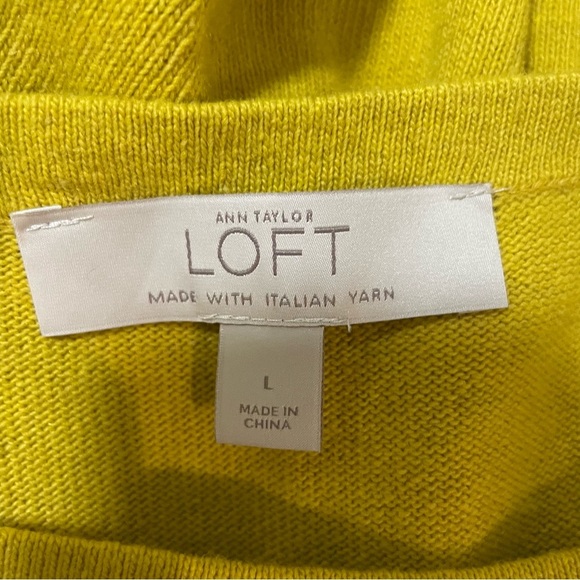 ANN TAYLOR
LOFT
MADE WITH ITALIAN YARN
L
MADE IN
CHINA